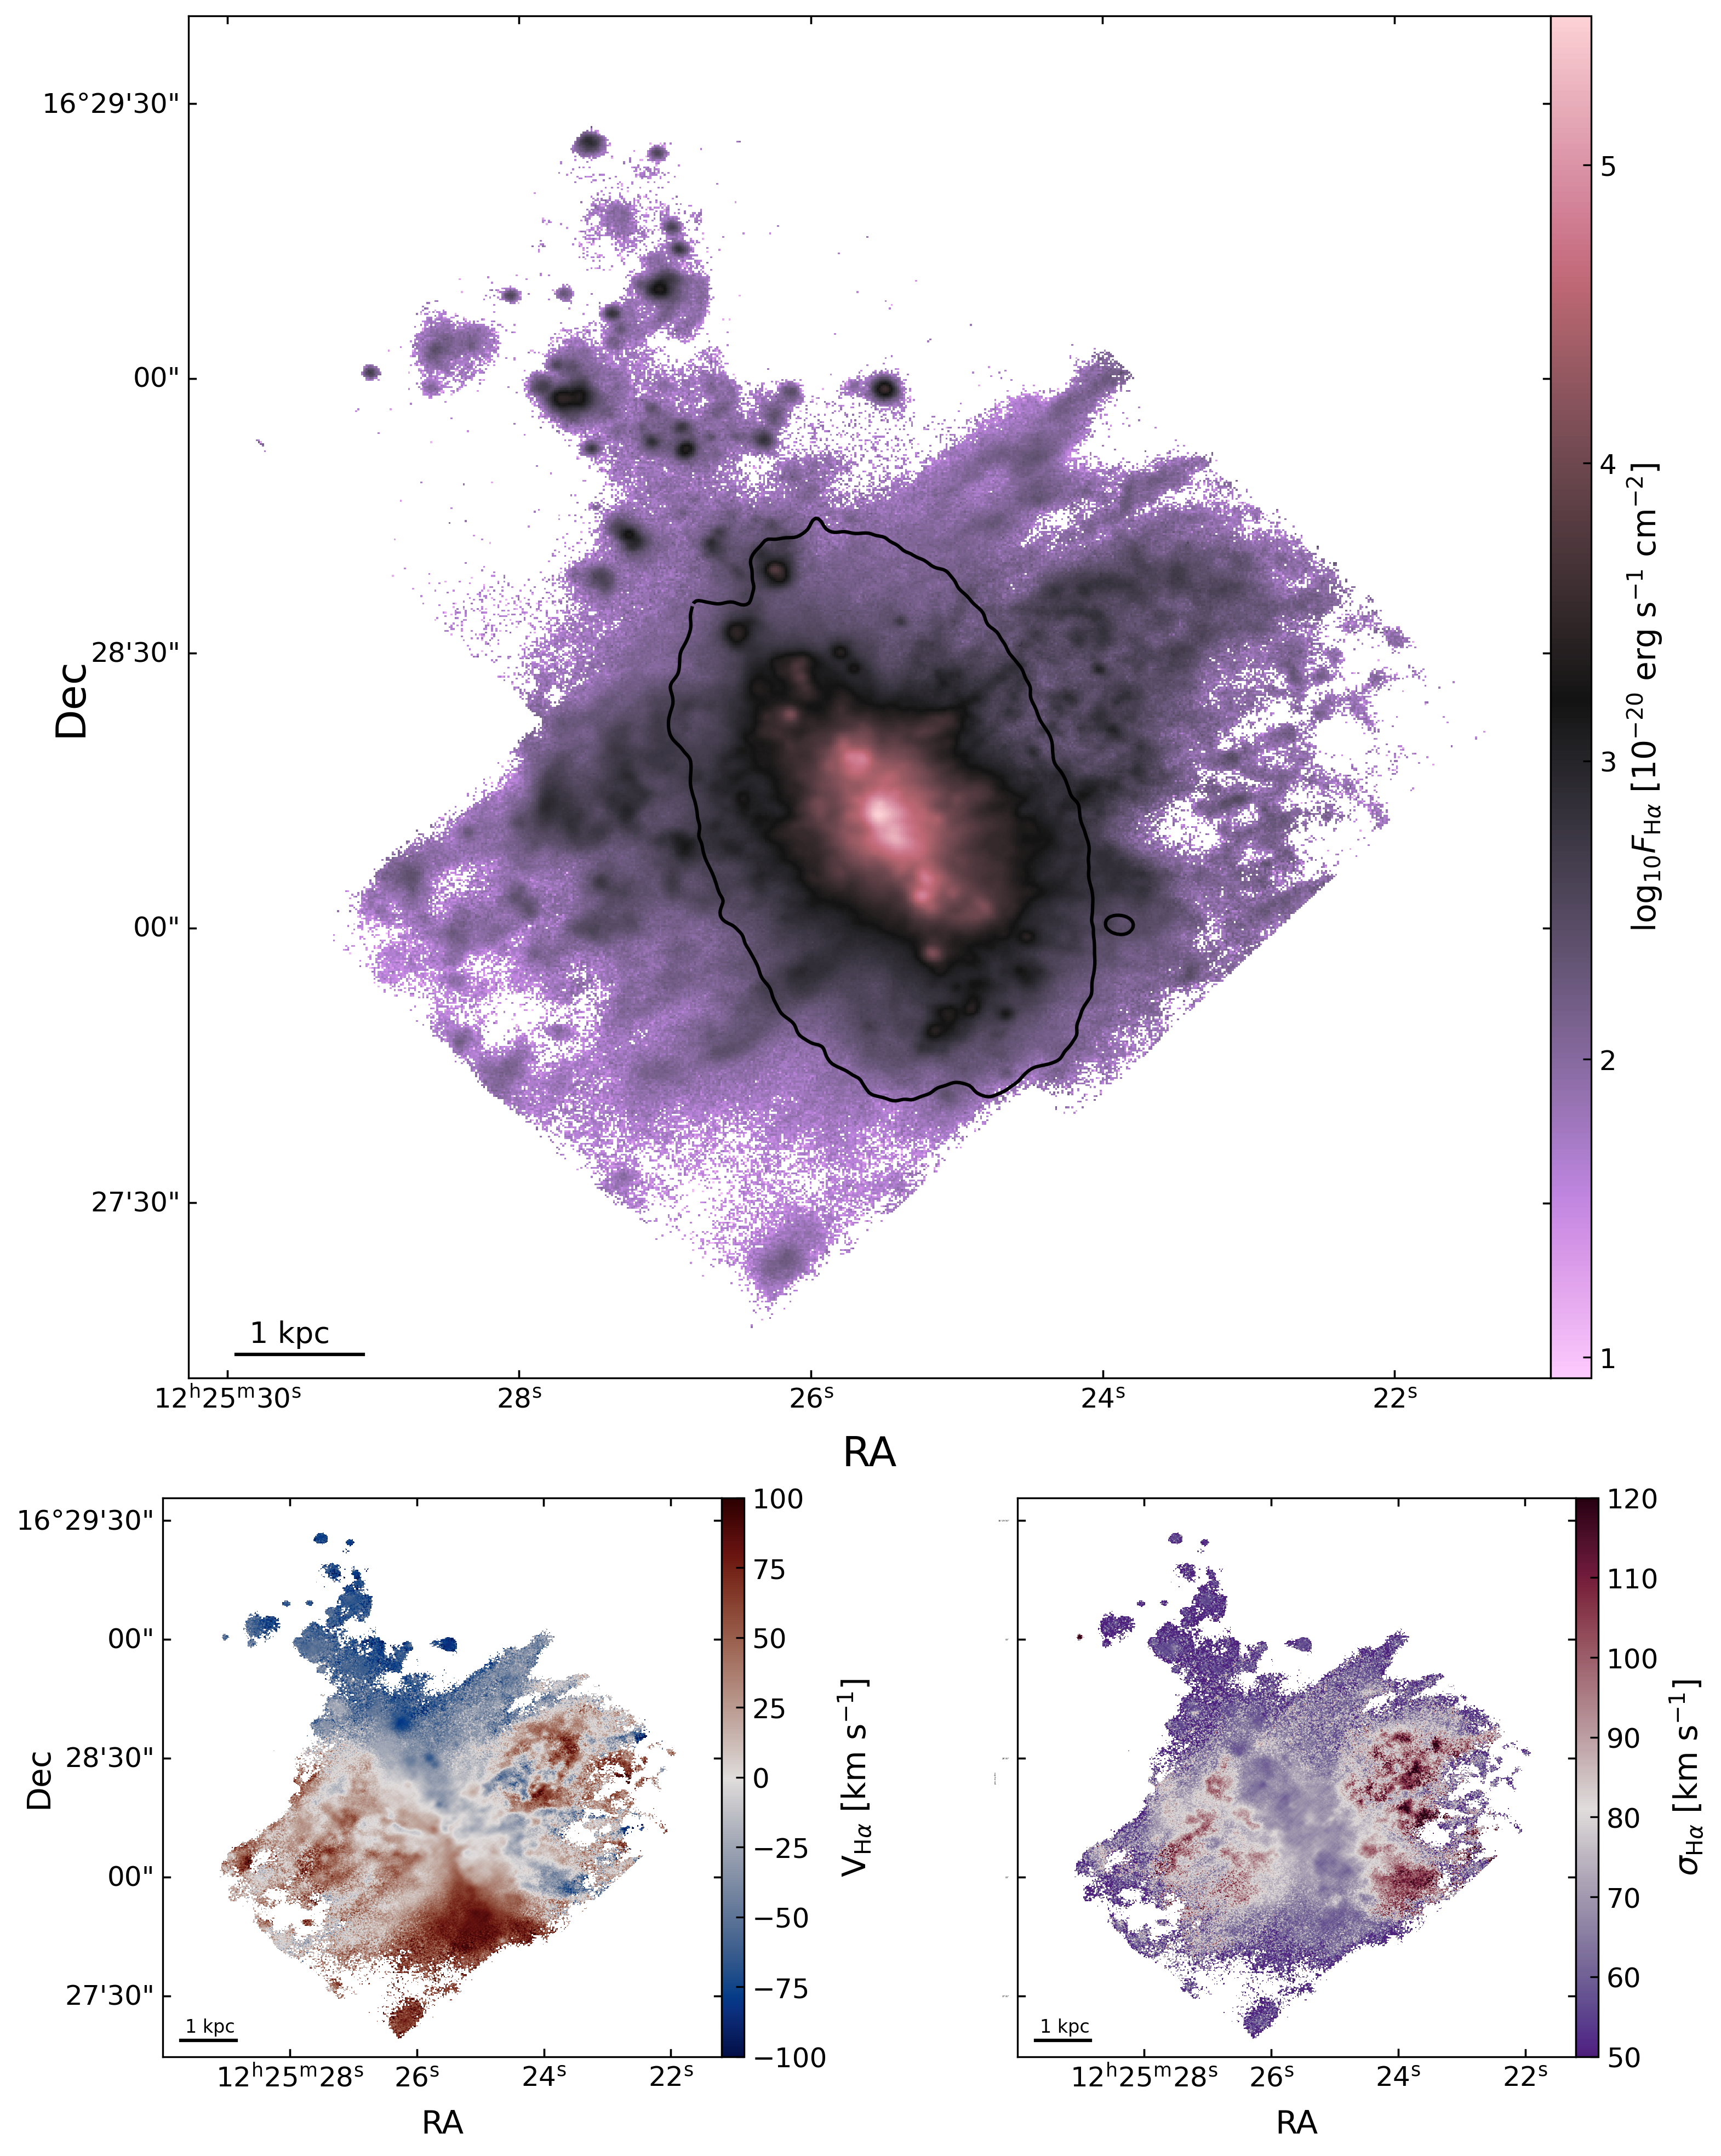 16°29'30"
00"
28'30"
00"
27'30"
Dec
1 kpc
12ʰ25ᵐ30ˢ 28ˢ 26ˢ 24ˢ 22ˢ
RA
5
4
3
2
1
log₁₀F_Hα [10⁻²⁰ erg s⁻¹ cm⁻²]
16°29'30"
00"
28'30"
00"
27'30"
Dec
1 kpc
12ʰ25ᵐ28ˢ 26ˢ 24ˢ 22ˢ
RA
100
75
50
25
0
−25
−50
−75
−100
V_Hα [km s⁻¹]
1 kpc
12ʰ25ᵐ28ˢ 26ˢ 24ˢ 22ˢ
RA
120
110
100
90
80
70
60
50
σ_Hα [km s⁻¹]